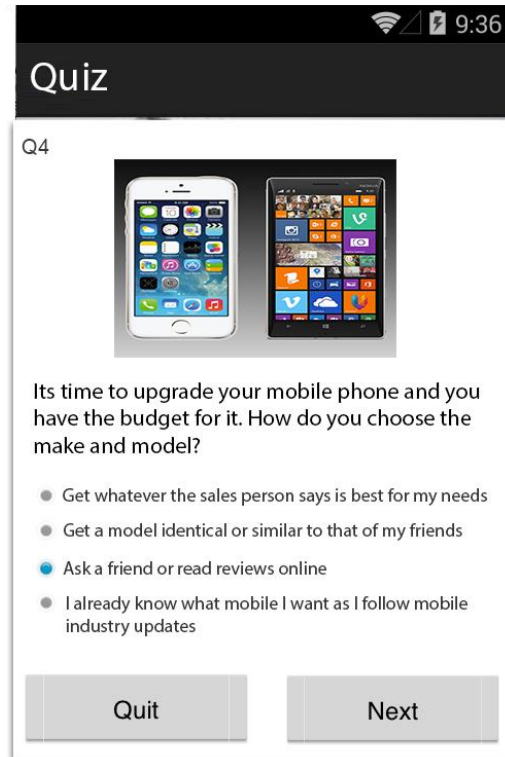 9:36
Quiz
Q4
Its time to upgrade your mobile phone and you
have the budget for it. How do you choose the
make and model?
Get whatever the sales person says is best for my needs
Get a model identical or similar to that of my friends
Ask a friend or read reviews online
I already know what mobile I want as I follow mobile
industry updates
Quit
Next